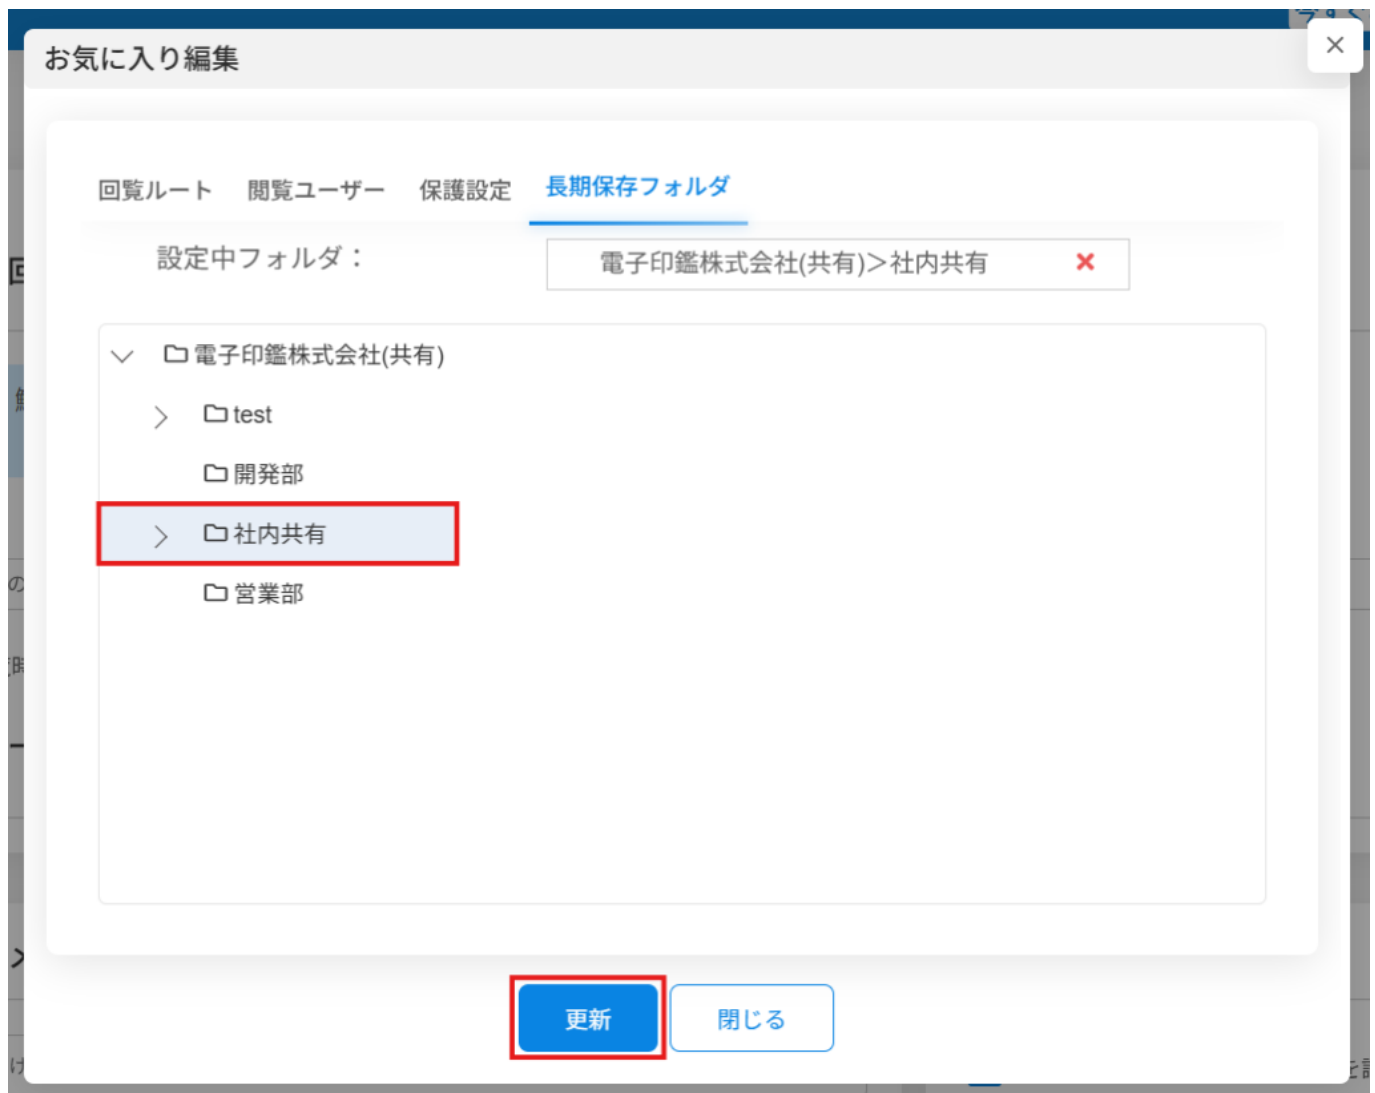 お気に入り編集
回覧ルート 閲覧ユーザー 保護設定 長期保存フォルダ
設定中フォルダ：
電子印鑑株式会社(共有)＞社内共有
電子印鑑株式会社(共有)
test
開発部
社内共有
営業部
更新 閉じる